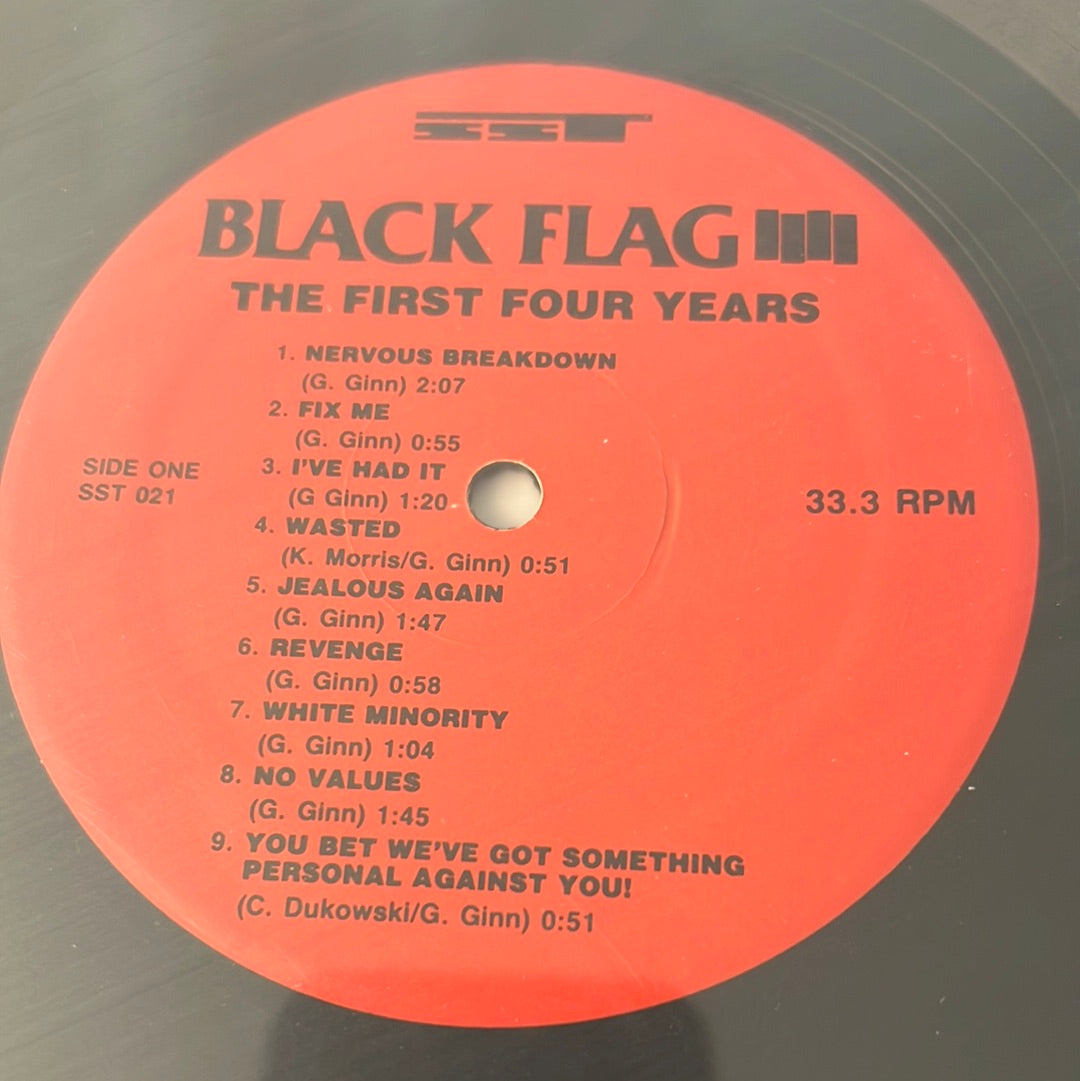 SST
BLACK FLAG
THE FIRST FOUR YEARS
1. NERVOUS BREAKDOWN
(G. Ginn) 2:07
2. FIX ME
(G. Ginn) 0:55
3. I'VE HAD IT
(G Ginn) 1:20
4. WASTED
(K. Morris/G. Ginn) 0:51
5. JEALOUS AGAIN
(G. Ginn) 1:47
6. REVENGE
(G. Ginn) 0:58
7. WHITE MINORITY
(G. Ginn) 1:04
8. NO VALUES
(G. Ginn) 1:45
9. YOU BET WE'VE GOT SOMETHING
PERSONAL AGAINST YOU!
(C. Dukowski/G. Ginn) 0:51
SIDE ONE
SST 021
33.3 RPM